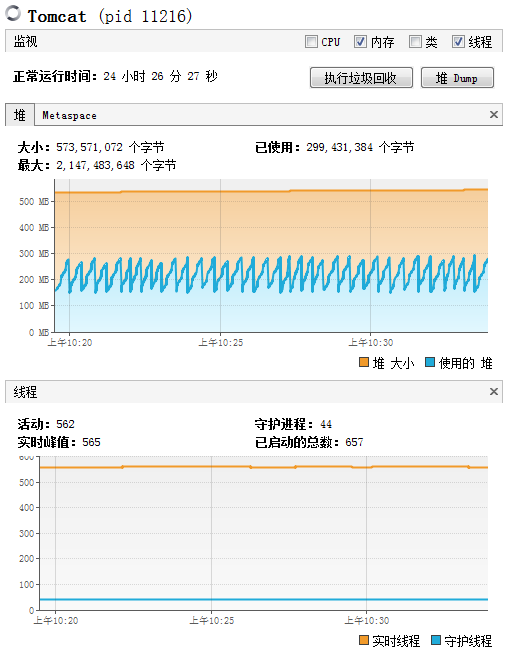 Tomcat (pid 11216)
监视 CPU 内存 类 线程
正常运行时间: 24 小时 26 分 27 秒 执行垃圾回收 堆 Dump
堆 Metaspace
大小: 573,571,072 个字节 已使用: 299,431,384 个字节
最大: 2,147,483,648 个字节
500 MB
400 MB
300 MB
200 MB
100 MB
0 MB
上午10:20 上午10:25 上午10:30
堆 大小 使用的 堆
线程
活动: 562 守护进程: 44
实时峰值: 565 已启动的总数: 657
600
500
400
300
200
100
0
上午10:20 上午10:25 上午10:30
实时线程 守护线程